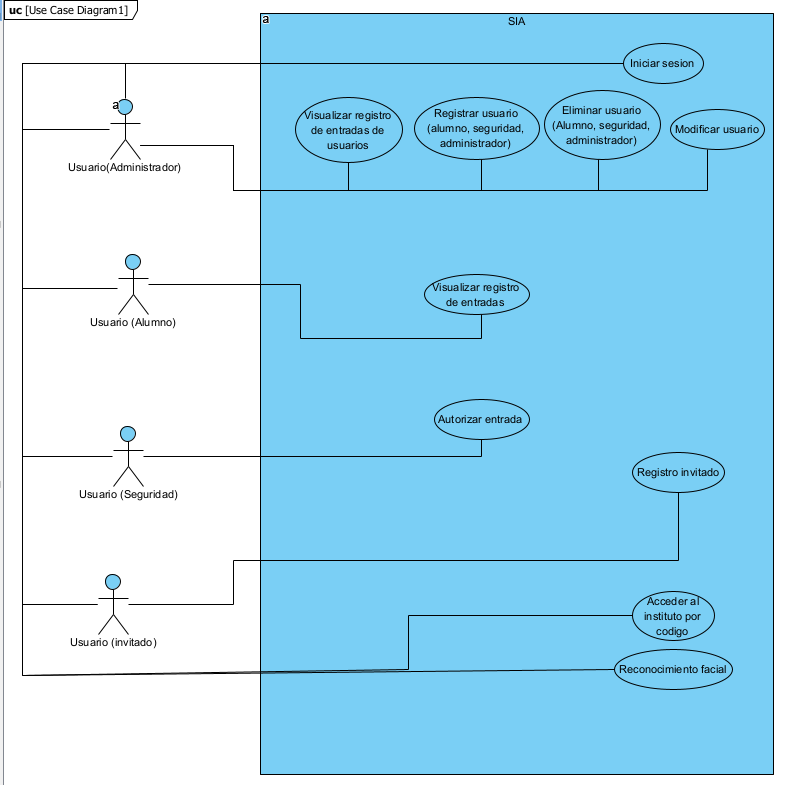 uc [Use Case Diagram1]
a
SIA
Iniciar sesion
a
Visualizar registro
de entradas de
usuarios
Registrar usuario
(alumno, seguridad,
administrador)
Eliminar usuario
(Alumno, seguridad,
administrador)
Modificar usuario
Usuario(Administrador)
Visualizar registro
de entradas
Usuario (Alumno)
Autorizar entrada
Usuario (Seguridad)
Registro invitado
Acceder al
instituto por
codigo
Usuario (invitado)
Reconocimiento facial